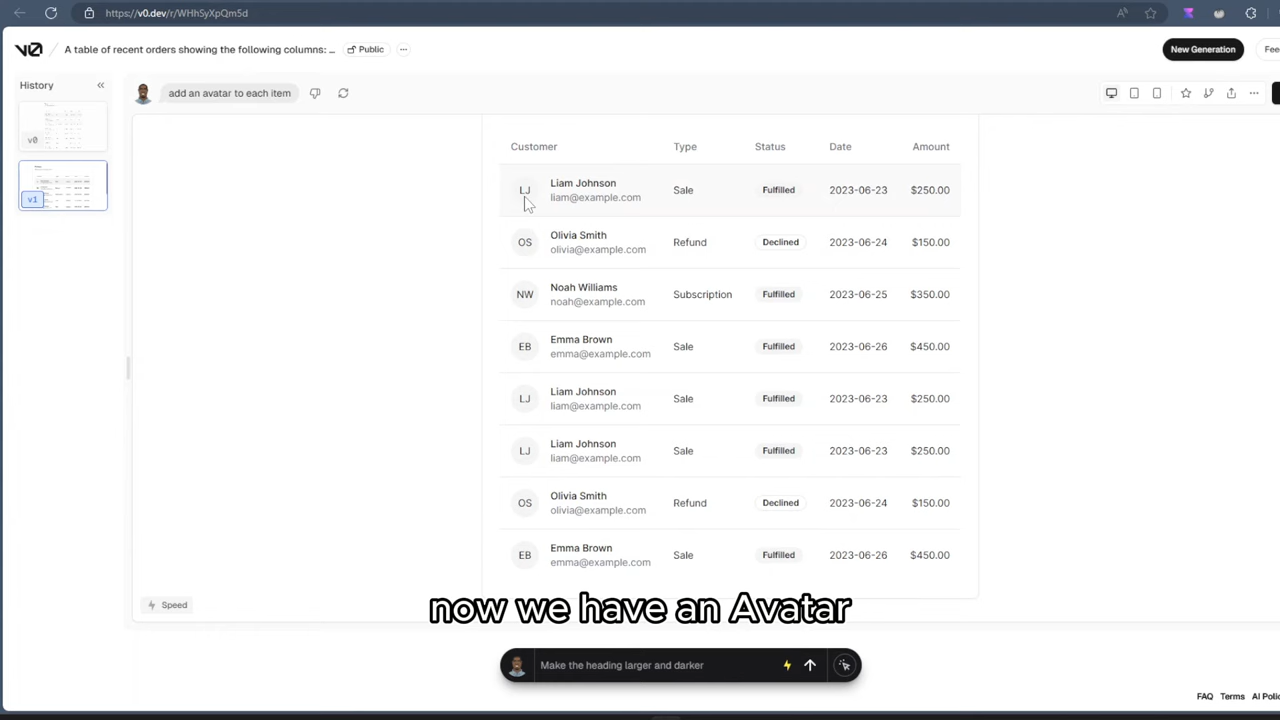 https://v0.dev/r/WHhSyXpQm5d
v0 / A table of recent orders showing the following columns: ... Public
New Generation
Fee
History
add an avatar to each item
v0
v1
Customer Type Status Date Amount
LJ Liam Johnson Sale Fulfilled 2023-06-23 $250.00
liam@example.com
OS Olivia Smith Refund Declined 2023-06-24 $150.00
olivia@example.com
NW Noah Williams Subscription Fulfilled 2023-06-25 $350.00
noah@example.com
EB Emma Brown Sale Fulfilled 2023-06-26 $450.00
emma@example.com
LJ Liam Johnson Sale Fulfilled 2023-06-23 $250.00
liam@example.com
LJ Liam Johnson Sale Fulfilled 2023-06-23 $250.00
liam@example.com
OS Olivia Smith Refund Declined 2023-06-24 $150.00
olivia@example.com
EB Emma Brown Sale Fulfilled 2023-06-26 $450.00
emma@example.com
Speed
now we have an Avatar
Make the heading larger and darker
FAQ Terms AI Polic